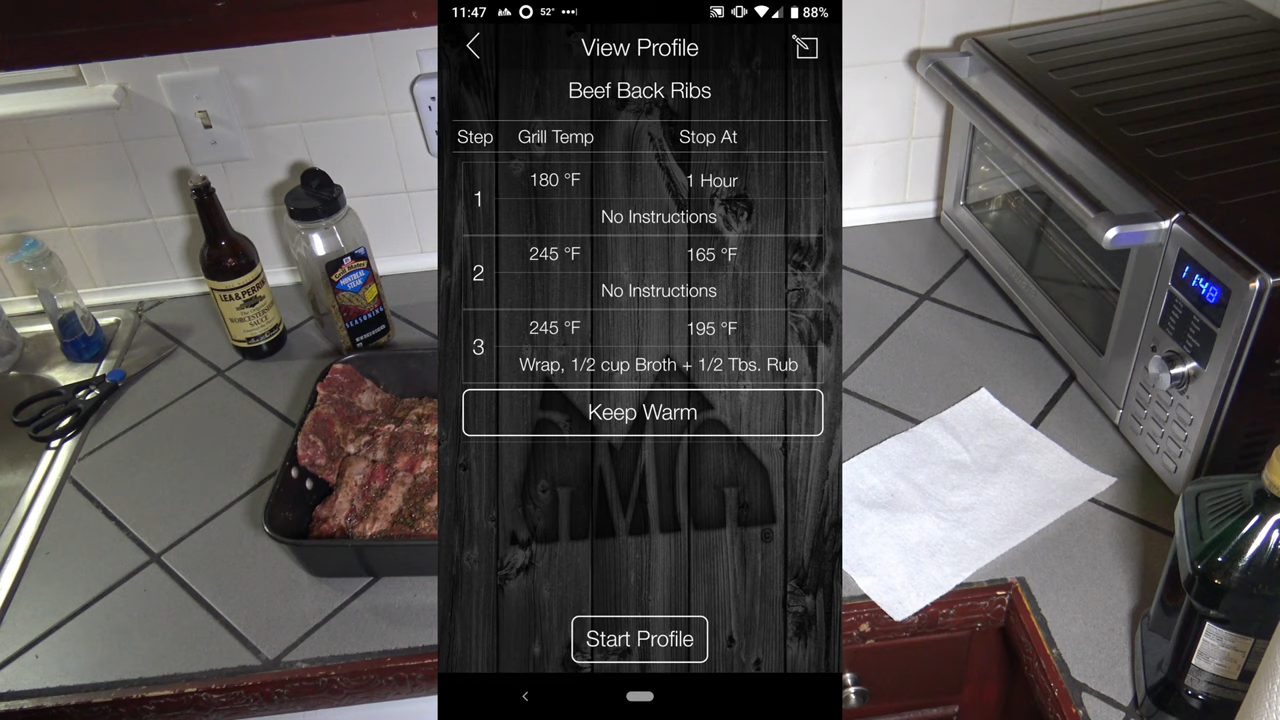 11:47
52°
88%
View Profile
Beef Back Ribs
Step Grill Temp Stop At
1
180 °F 1 Hour
No Instructions
2
245 °F 165 °F
No Instructions
3
245 °F 195 °F
Wrap, 1/2 cup Broth + 1/2 Tbs. Rub
Keep Warm
Start Profile
LEA & PERRINS
WORCESTERSHIRE
SAUCE
Grill Mates
MONTREAL
STEAK
SEASONING
11:48